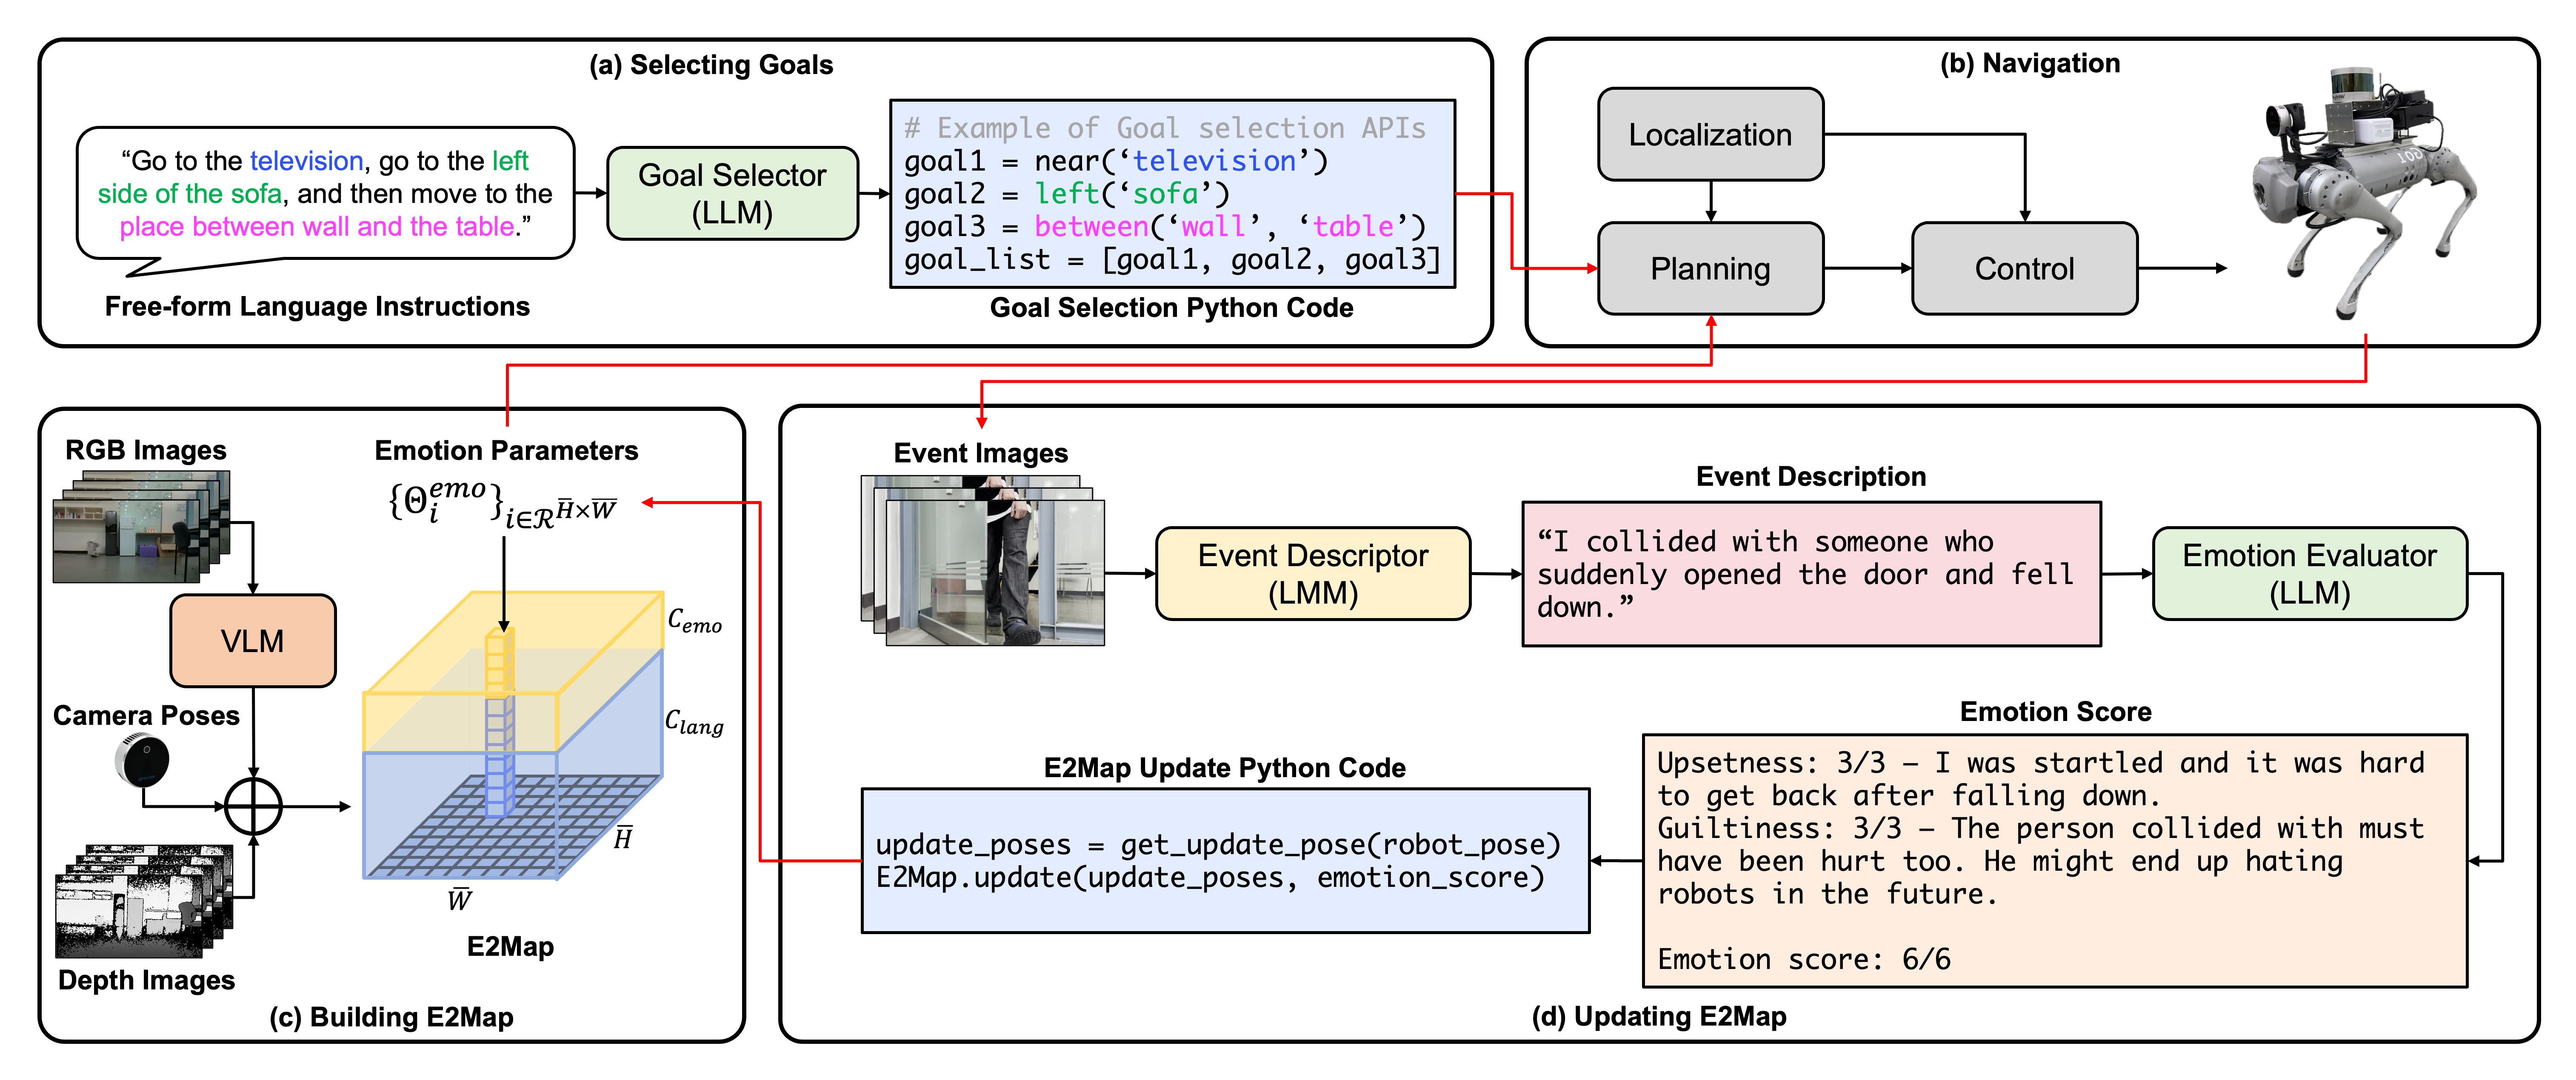 (a) Selecting Goals
“Go to the television, go to the left
side of the sofa, and then move to the
place between wall and the table.”
Free-form Language Instructions
Goal Selector
(LLM)
# Example of Goal selection APIs
goal1 = near(‘television’)
goal2 = left(‘sofa’)
goal3 = between(‘wall’, ‘table’)
goal_list = [goal1, goal2, goal3]
Goal Selection Python Code
(b) Navigation
Localization
Planning
Control
GO1
RGB Images
VLM
Camera Poses
Depth Images
Emotion Parameters
{Θ_i^{emo}}_{i∈ℛ^{H̅×W̅}}
C_{emo}
C_{lang}
H̅
W̅
E2Map
(c) Building E2Map
Event Images
Event Descriptor
(LMM)
Event Description
“I collided with someone who
suddenly opened the door and fell
down.”
Emotion Evaluator
(LLM)
Emotion Score
Upsetness: 3/3 – I was startled and it was hard
to get back after falling down.
Guiltiness: 3/3 – The person collided with must
have been hurt too. He might end up hating
robots in the future.
Emotion score: 6/6
E2Map Update Python Code
update_poses = get_update_pose(robot_pose)
E2Map.update(update_poses, emotion_score)
(d) Updating E2Map